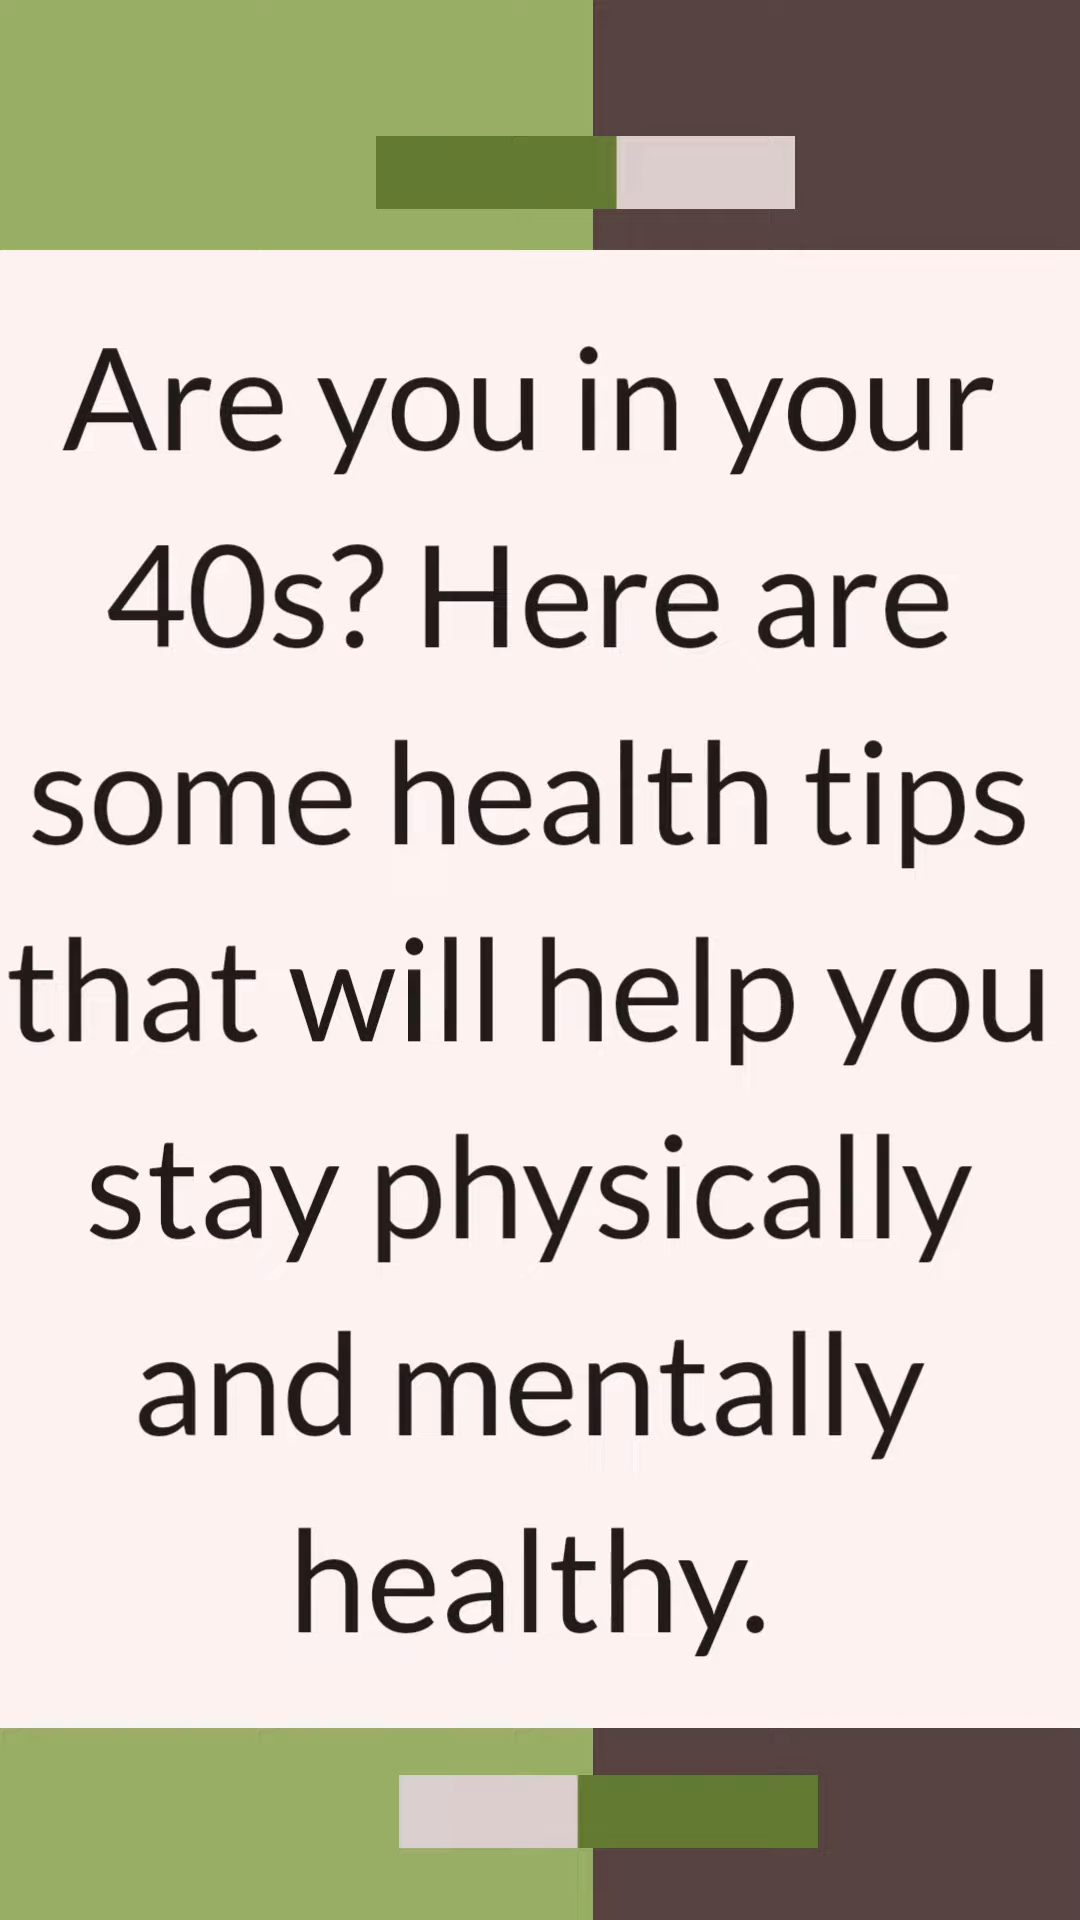 Are you in your
40s? Here are
some health tips
that will help you
stay physically
and mentally
healthy.